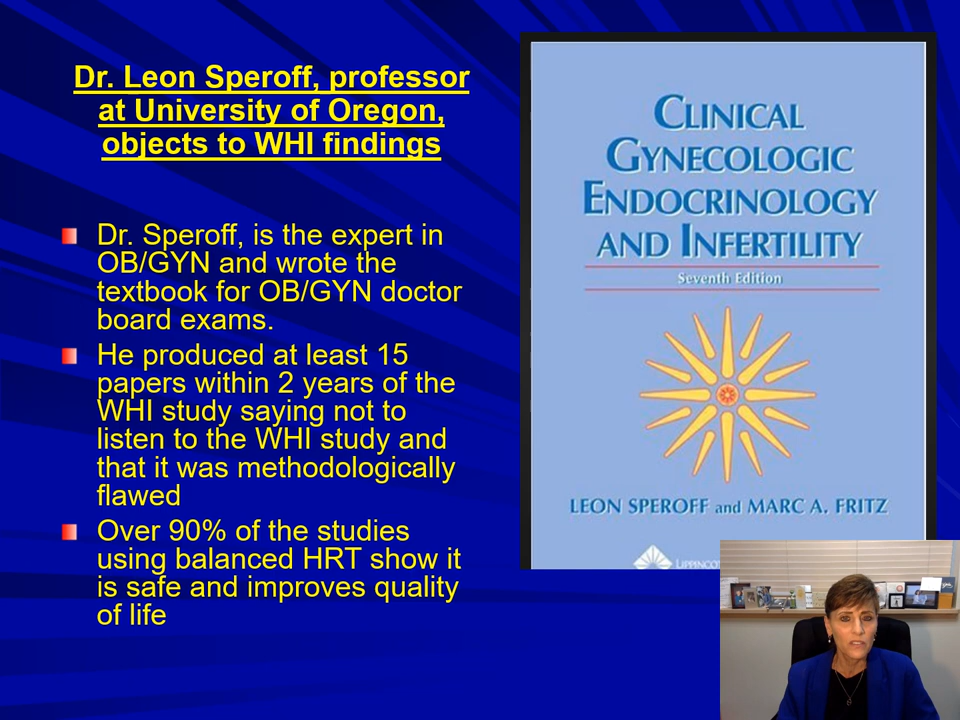 Dr. Leon Speroff, professor
at University of Oregon,
objects to WHI findings
Dr. Speroff, is the expert in
OB/GYN and wrote the
textbook for OB/GYN doctor
board exams.
He produced at least 15
papers within 2 years of the
WHI study saying not to
listen to the WHI study and
that it was methodologically
flawed
Over 90% of the studies
using balanced HRT show it
is safe and improves quality
of life
CLINICAL
GYNECOLOGIC
ENDOCRINOLOGY
AND INFERTILITY
Seventh Edition
LEON SPEROFF and MARC A. FRITZ